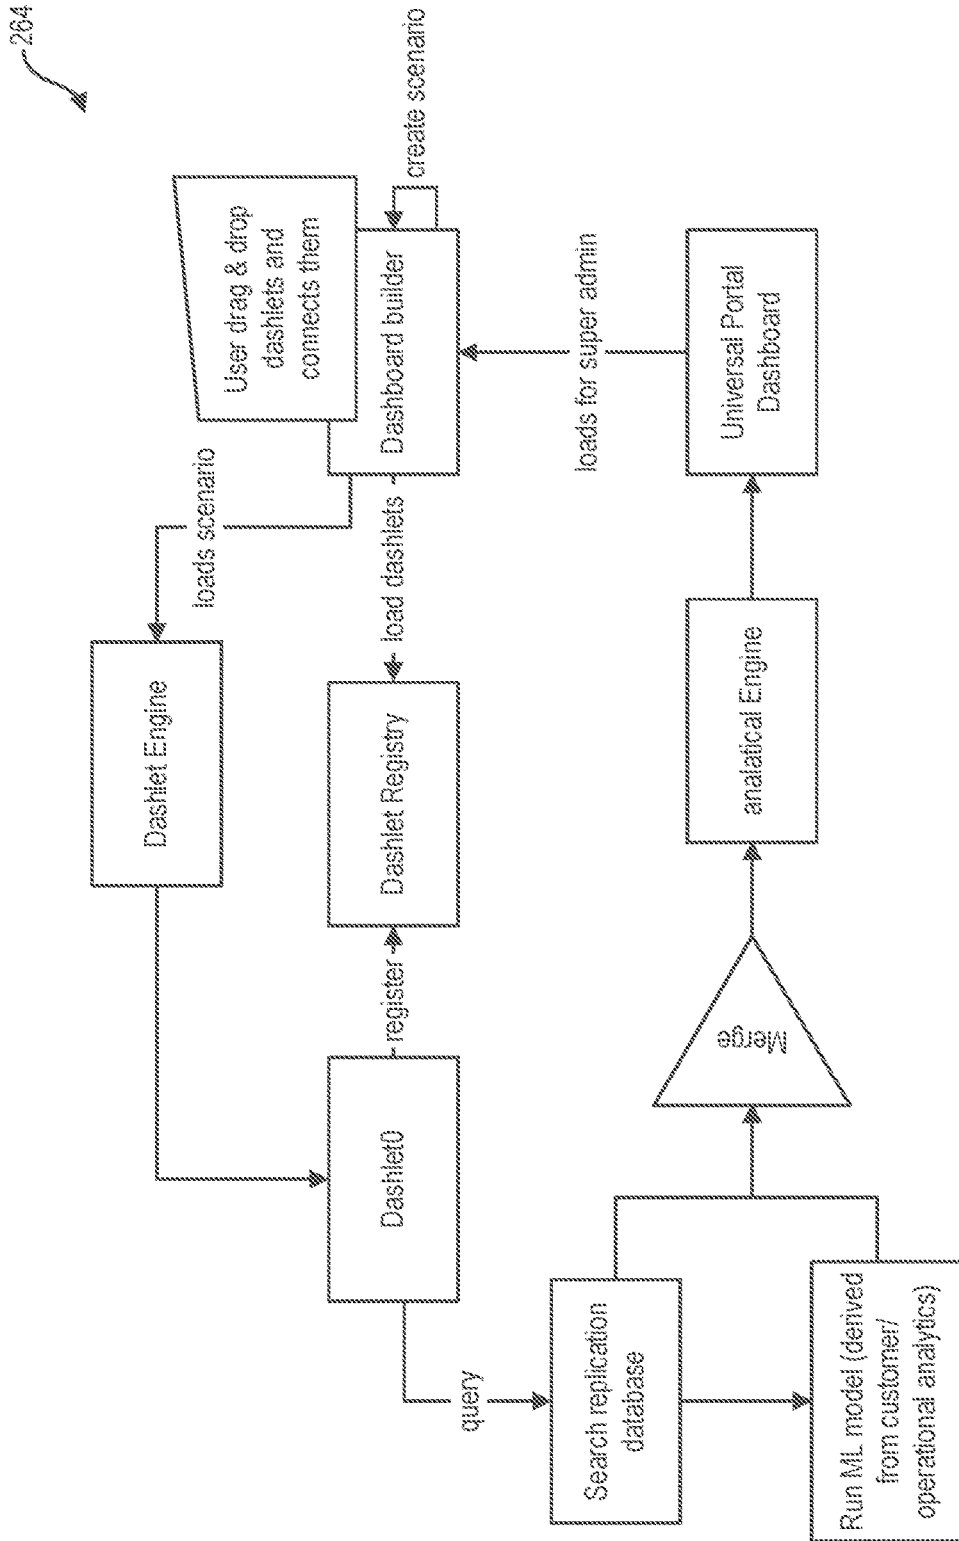 264
create scenario
User drag & drop
dashlets and
connects them
Dashboard builder
loads scenario
load dashlets
loads for super admin
Universal Portal
Dashboard
Dashlet Engine
Dashlet Registry
analatical Engine
register
Merge
Dashlet0
query
Search replication
database
Run ML model (derived
from customer/
operational analytics)